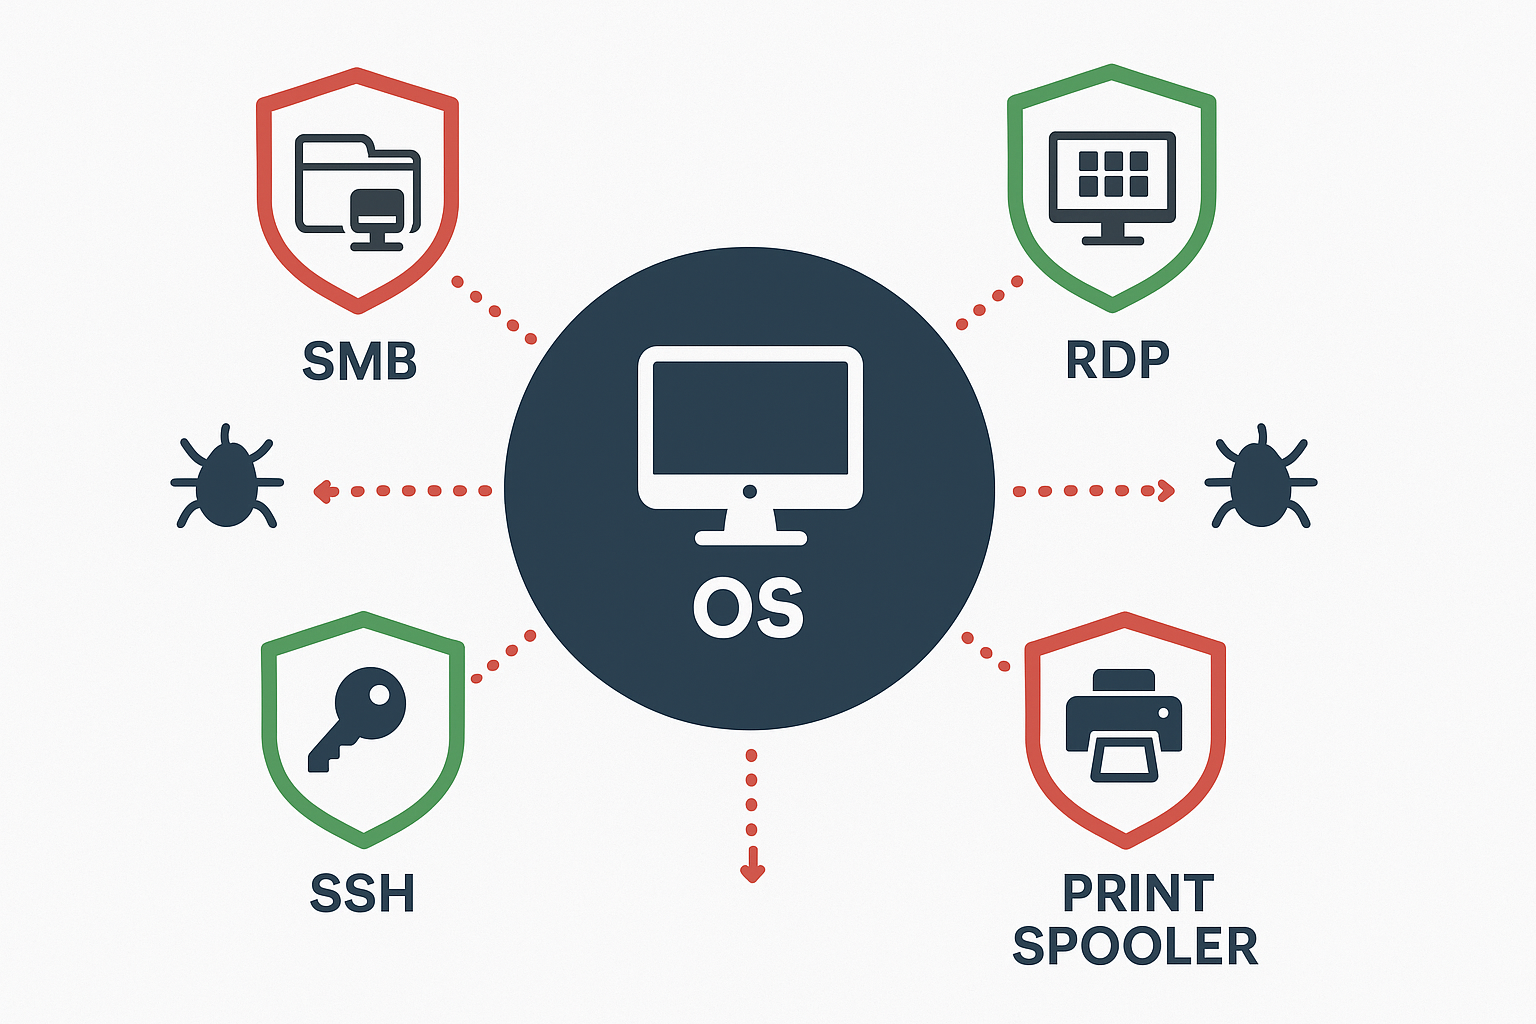 SMB
RDP
OS
SSH
PRINT
SPOOLER